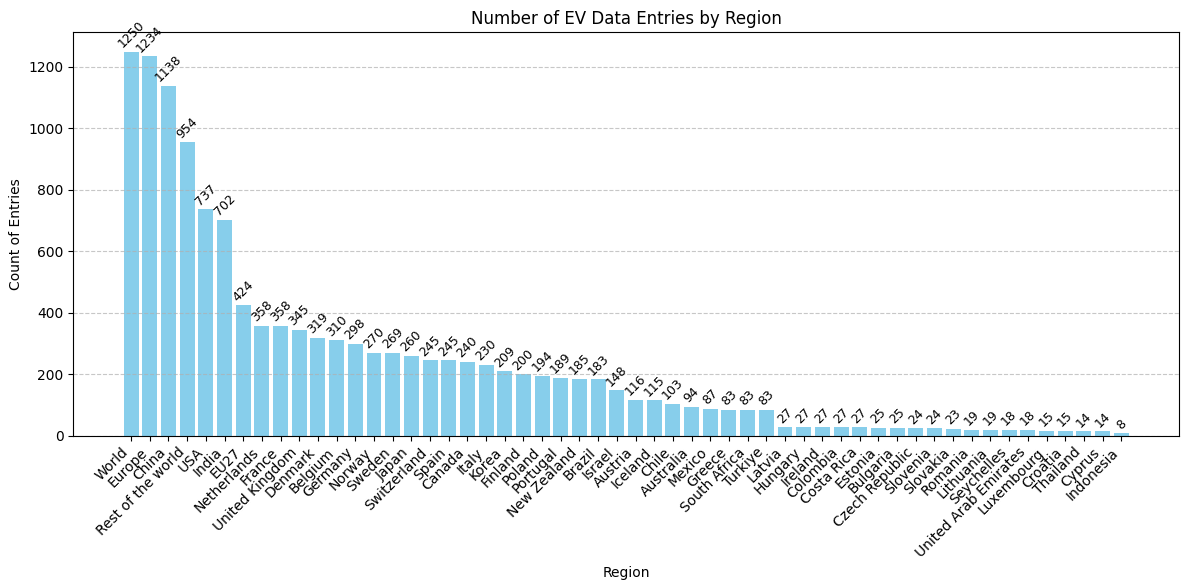 Number of EV Data Entries by Region
Count of Entries
1200
1000
800
600
400
200
0
1250
1234
1138
954
737
702
424
358
358
345
319
310
298
270
269
260
245
245
240
230
209
200
194
189
185
183
148
116
115
103
94
87
83
83
83
27
27
27
27
27
25
25
24
24
23
19
19
18
18
15
15
14
14
8
World
Europe
China
Rest of the world
USA
India
EU27
Netherlands
France
United Kingdom
Denmark
Belgium
Germany
Norway
Sweden
Japan
Switzerland
Spain
Canada
Italy
Korea
Finland
Poland
Portugal
New Zealand
Brazil
Israel
Austria
Iceland
Chile
Australia
Mexico
Greece
South Africa
Turkiye
Latvia
Hungary
Ireland
Colombia
Costa Rica
Estonia
Bulgaria
Czech Republic
Slovenia
Slovakia
Romania
Lithuania
Seychelles
United Arab Emirates
Luxembourg
Croatia
Thailand
Cyprus
Indonesia
Region